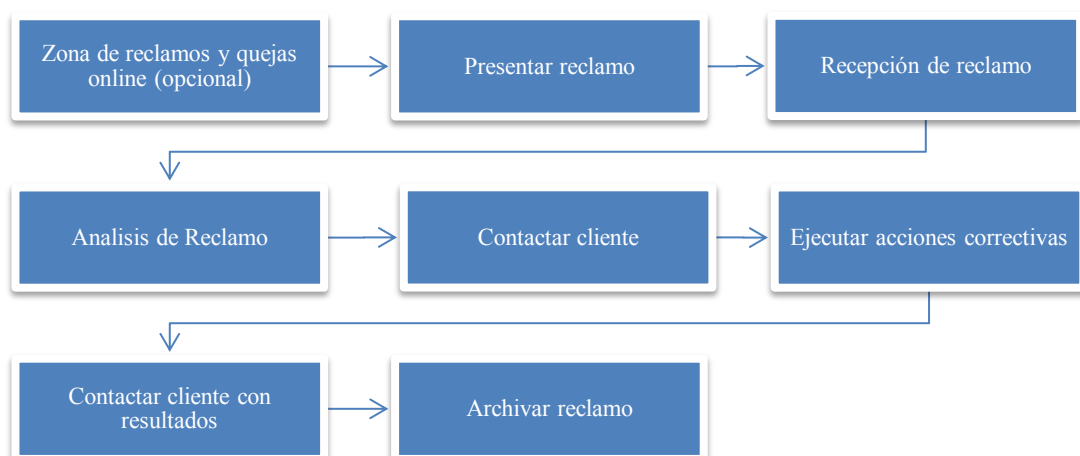 Zona de reclamos y quejas
online (opcional)
Presentar reclamo
Recepción de reclamo
Analisis de Reclamo
Contactar cliente
Ejecutar acciones correctivas
Contactar cliente con
resultados
Archivar reclamo